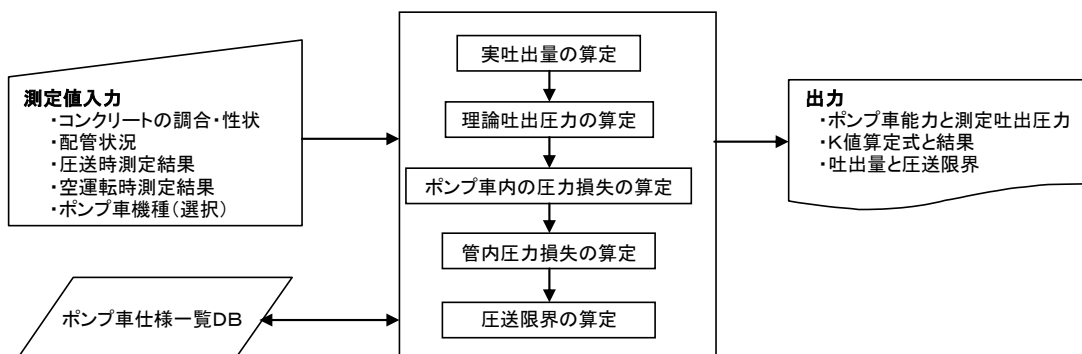 測定値入力
・コンクリートの調合・性状
・配管状況
・圧送時測定結果
・空運転時測定結果
・ポンプ車機種(選択)
ポンプ車仕様一覧DB
実吐出量の算定
理論吐出圧力の算定
ポンプ車内の圧力損失の算定
管内圧力損失の算定
圧送限界の算定
出力
・ポンプ車能力と測定吐出圧力
・K値算定式と結果
・吐出量と圧送限界